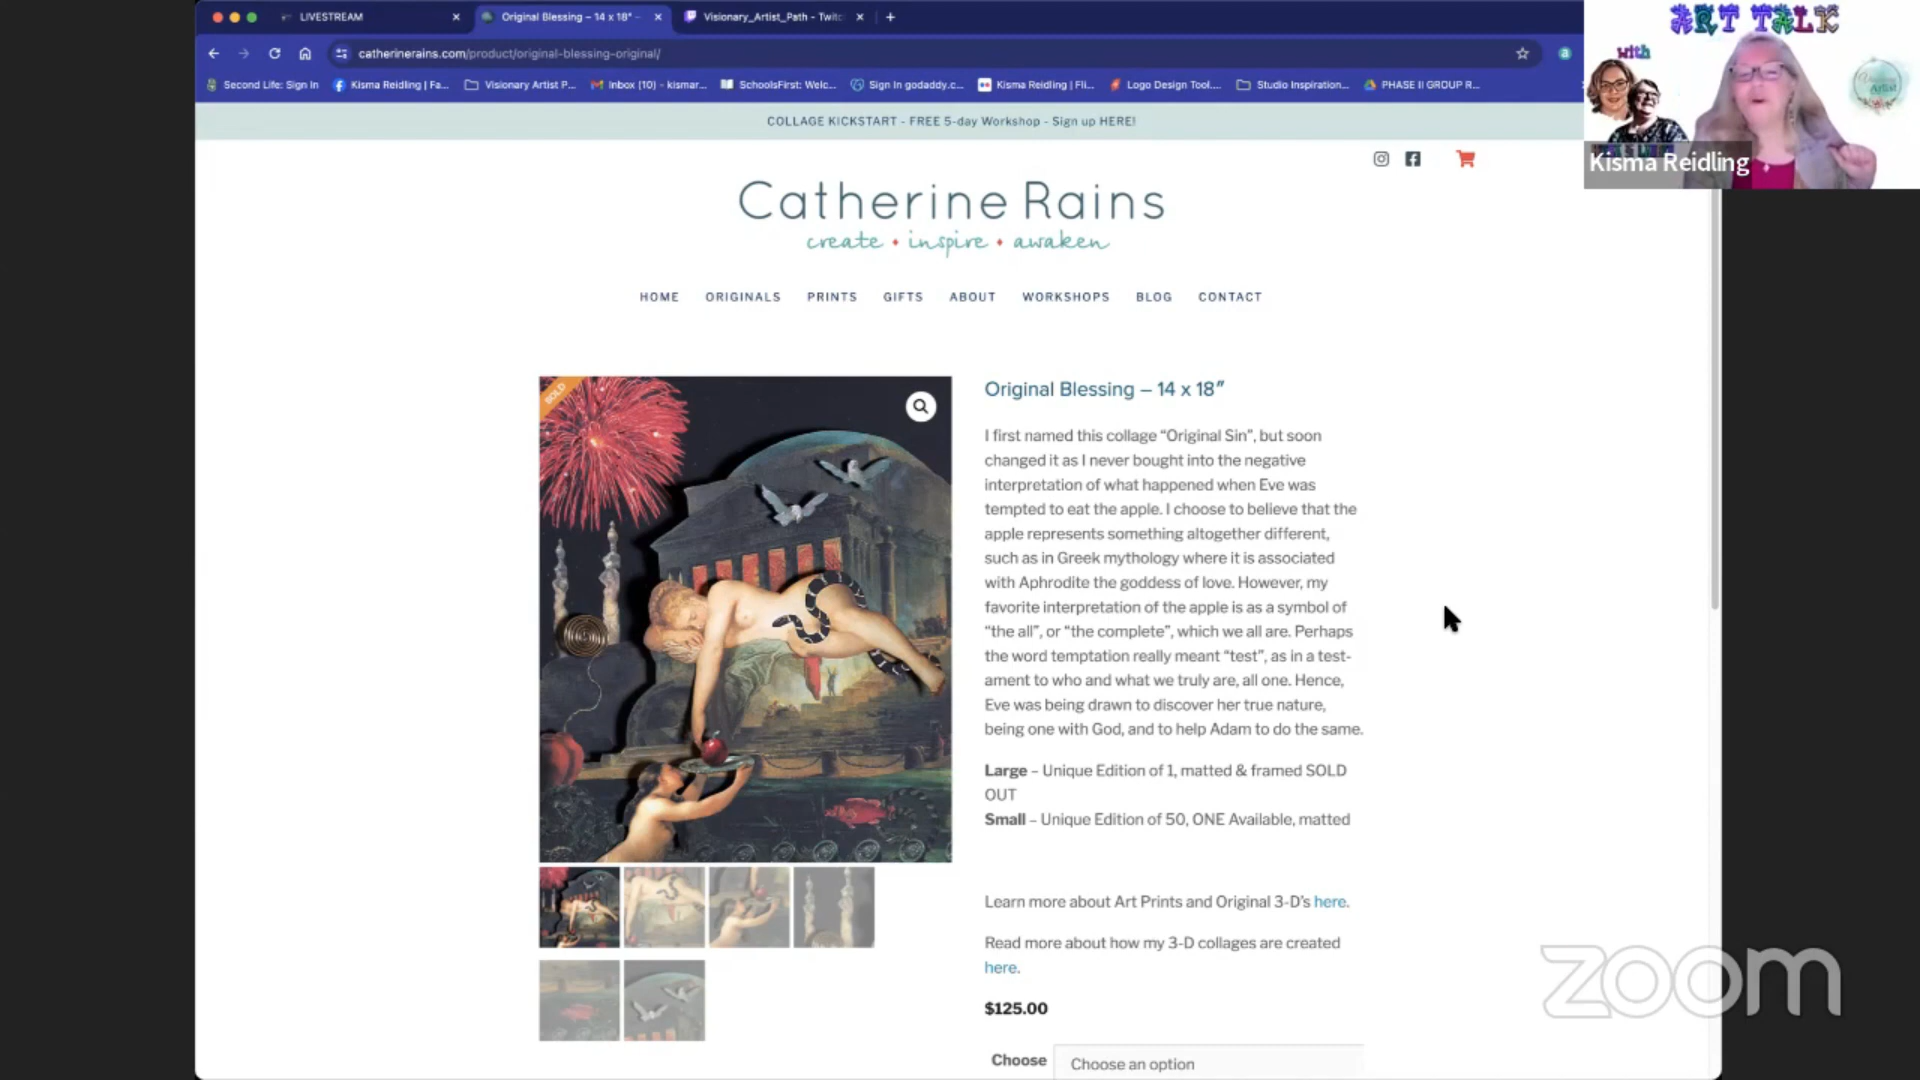 LIVESTREAM
Original Blessing – 14 x 18" -
Visionary_Artist_Path - Twitc
catherinerains.com/product/original-blessing-original/
Second Life: Sign In
Kisma Reidling | Fa...
Visionary Artist P...
Inbox (10) - kismar...
SchoolsFirst: Welc...
Sign In godaddy.c...
Kisma Reidling | Fli...
Logo Design Tool....
Studio Inspiration...
PHASE II GROUP R...
ART TALK
with
Kisma Reidling
COLLAGE KICKSTART - FREE 5-day Workshop - Sign up HERE!
Catherine Rains
create • inspire • awaken
HOME ORIGINALS PRINTS GIFTS ABOUT WORKSHOPS BLOG CONTACT
SOLD
Original Blessing – 14 x 18″
I first named this collage “Original Sin”, but soon
changed it as I never bought into the negative
interpretation of what happened when Eve was
tempted to eat the apple. I choose to believe that the
apple represents something altogether different,
such as in Greek mythology where it is associated
with Aphrodite the goddess of love. However, my
favorite interpretation of the apple is as a symbol of
“the all”, or “the complete”, which we all are. Perhaps
the word temptation really meant “test”, as in a test-
ament to who and what we truly are, all one. Hence,
Eve was being drawn to discover her true nature,
being one with God, and to help Adam to do the same.
Large – Unique Edition of 1, matted & framed SOLD
OUT
Small – Unique Edition of 50, ONE Available, matted
Learn more about Art Prints and Original 3-D’s here.
Read more about how my 3-D collages are created
here.
$125.00
Choose
Choose an option
zoom